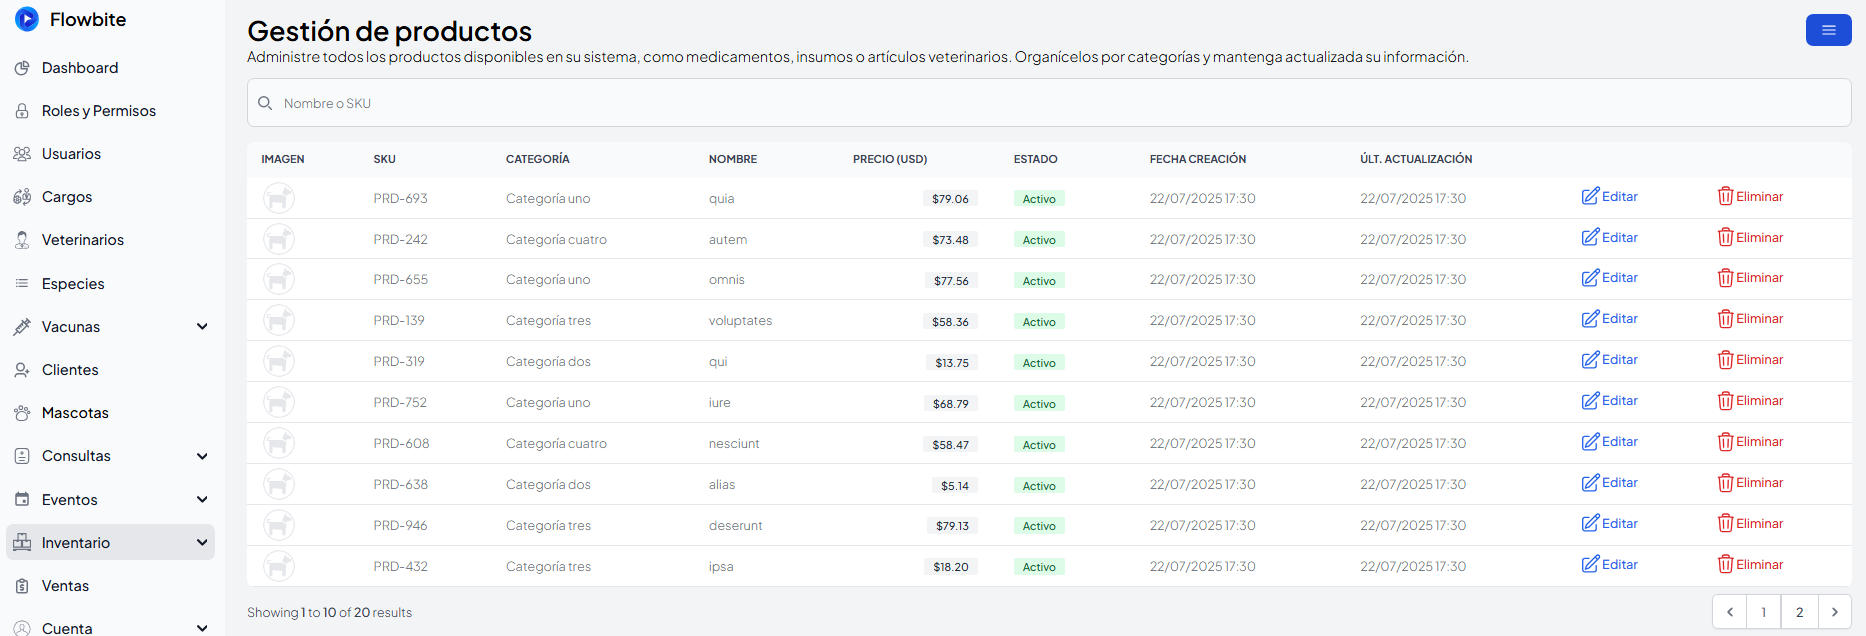 Flowbite
Dashboard
Roles y Permisos
Usuarios
Cargos
Veterinarios
Especies
Vacunas
Clientes
Mascotas
Consultas
Eventos
Inventario
Ventas
Cuenta
Gestión de productos
Administre todos los productos disponibles en su sistema, como medicamentos, insumos o artículos veterinarios. Organícelos por categorías y mantenga actualizada su información.
Nombre o SKU
IMAGEN SKU CATEGORÍA NOMBRE PRECIO (USD) ESTADO FECHA CREACIÓN ÚLT. ACTUALIZACIÓN
PRD-693 Categoría uno quia $79.06 Activo 22/07/2025 17:30 22/07/2025 17:30 Editar Eliminar
PRD-242 Categoría cuatro autem $73.48 Activo 22/07/2025 17:30 22/07/2025 17:30 Editar Eliminar
PRD-655 Categoría uno omnis $77.56 Activo 22/07/2025 17:30 22/07/2025 17:30 Editar Eliminar
PRD-139 Categoría tres voluptates $58.36 Activo 22/07/2025 17:30 22/07/2025 17:30 Editar Eliminar
PRD-319 Categoría dos qui $13.75 Activo 22/07/2025 17:30 22/07/2025 17:30 Editar Eliminar
PRD-752 Categoría uno iure $68.79 Activo 22/07/2025 17:30 22/07/2025 17:30 Editar Eliminar
PRD-608 Categoría cuatro nesciunt $58.47 Activo 22/07/2025 17:30 22/07/2025 17:30 Editar Eliminar
PRD-638 Categoría dos alias $5.14 Activo 22/07/2025 17:30 22/07/2025 17:30 Editar Eliminar
PRD-946 Categoría tres deserunt $79.13 Activo 22/07/2025 17:30 22/07/2025 17:30 Editar Eliminar
PRD-432 Categoría tres ipsa $18.20 Activo 22/07/2025 17:30 22/07/2025 17:30 Editar Eliminar
Showing 1 to 10 of 20 results
1 2